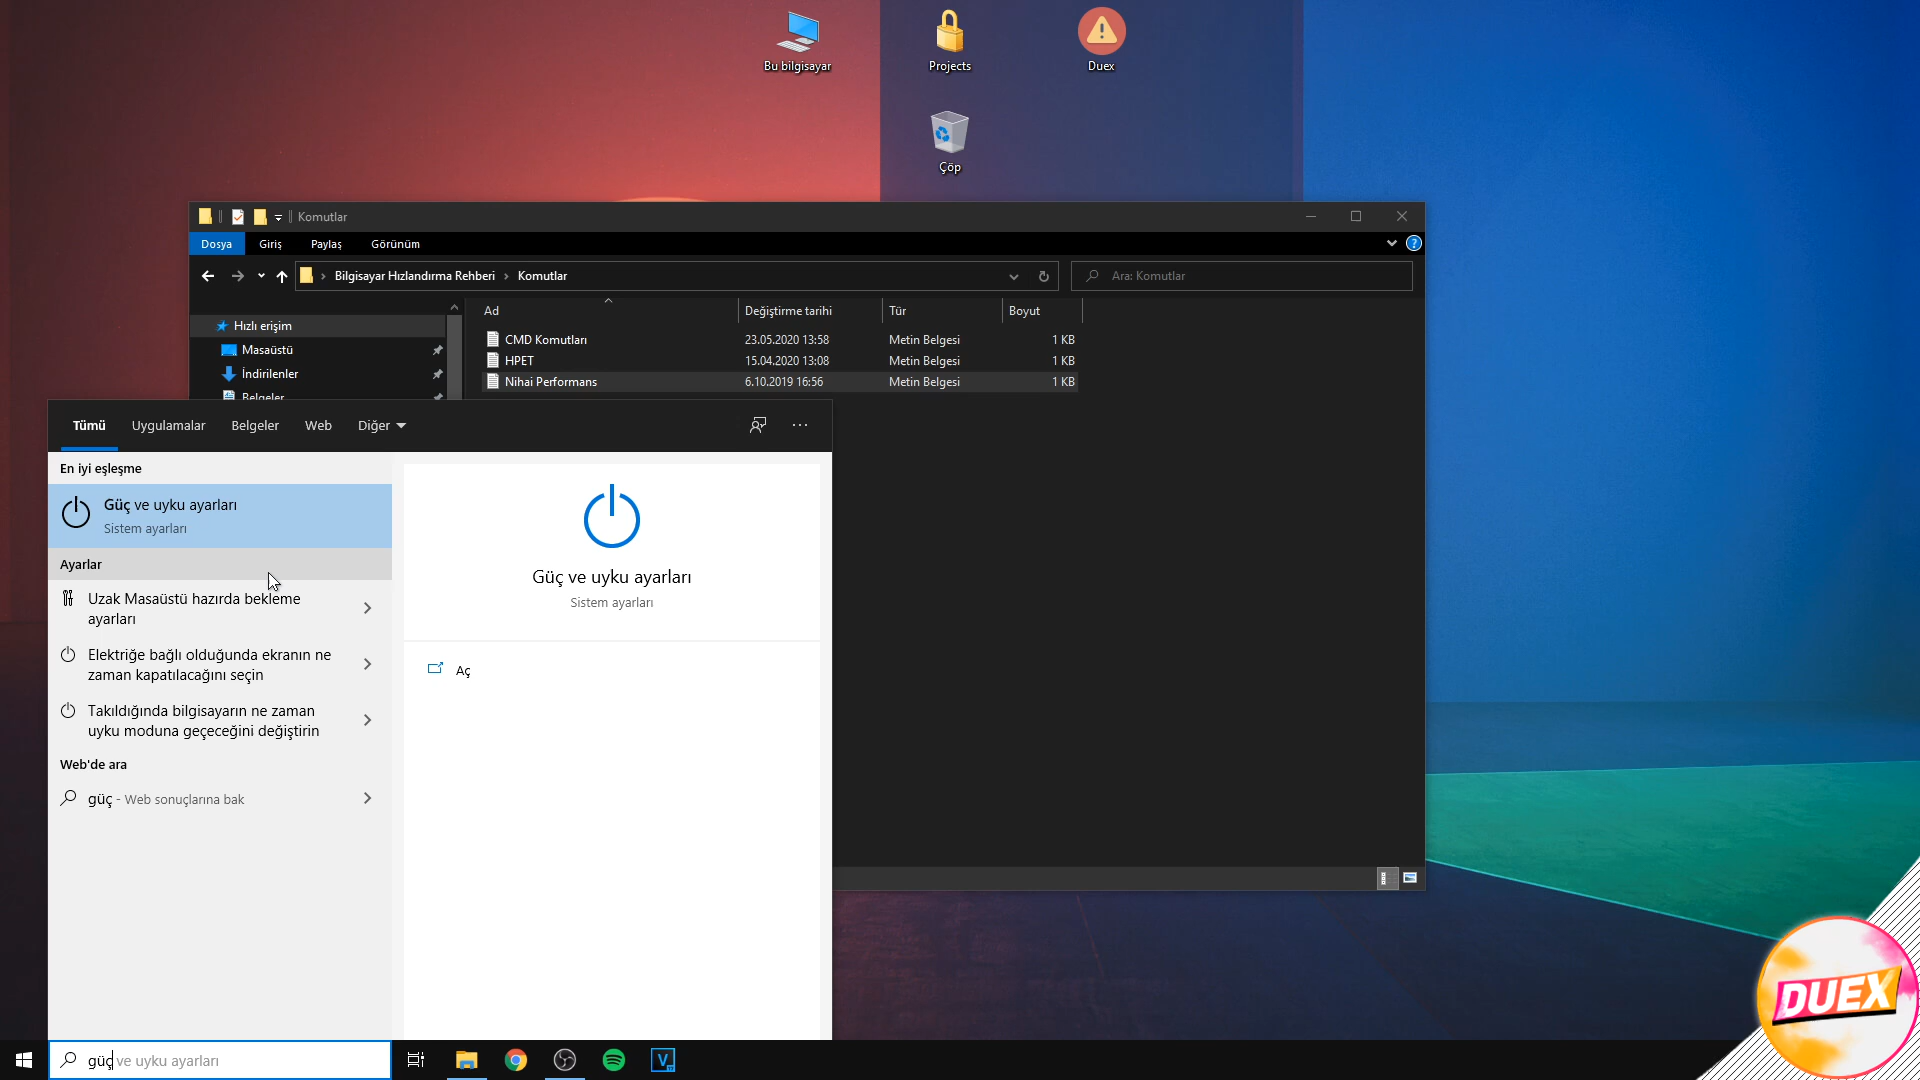 Bu bilgisayar
Projects
Duex
Çöp
Komutlar
Dosya
Giriş
Paylaş
Görünüm
Bilgisayar Hızlandırma Rehberi
Komutlar
Ara: Komutlar
Ad
Değiştirme tarihi
Tür
Boyut
Hızlı erişim
Masaüstü
İndirilenler
Belgeler
CMD Komutları
23.05.2020 13:58
Metin Belgesi
1 KB
HPET
15.04.2020 13:08
Metin Belgesi
1 KB
Nihai Performans
6.10.2019 16:56
Metin Belgesi
1 KB
Tümü
Uygulamalar
Belgeler
Web
Diğer
En iyi eşleşme
Güç ve uyku ayarları
Sistem ayarları
Ayarlar
Uzak Masaüstü hazırda bekleme
ayarları
Elektriğe bağlı olduğunda ekranın ne
zaman kapatılacağını seçin
Takıldığında bilgisayarın ne zaman
uyku moduna geçeceğini değiştirin
Web'de ara
güç - Web sonuçlarına bak
Güç ve uyku ayarları
Sistem ayarları
Aç
güç ve uyku ayarları
DUEX